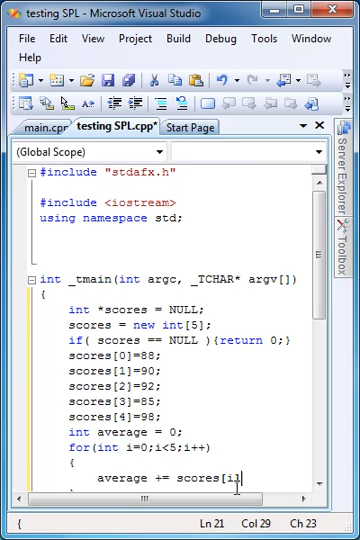 testing SPL - Microsoft Visual Studio
File Edit View Project Build Debug Tools Window
Help
main.cpp testing SPL.cpp* Start Page
(Global Scope)
Server Explorer
Toolbox
#include "stdafx.h"
#include <iostream>
using namespace std;
int _tmain(int argc, _TCHAR* argv[])
{
int *scores = NULL;
scores = new int[5];
if( scores == NULL ){return 0;}
scores[0]=88;
scores[1]=90;
scores[2]=92;
scores[3]=85;
scores[4]=98;
int average = 0;
for(int i=0;i<5;i++)
{
average += scores[i]
{ Ln 21 Col 29 Ch 23